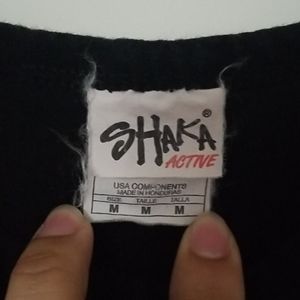 SHAKA®
ACTIVE
USA COMPONENTS
MADE IN HONDURAS
SIZE TAILLE TALLA
M M M